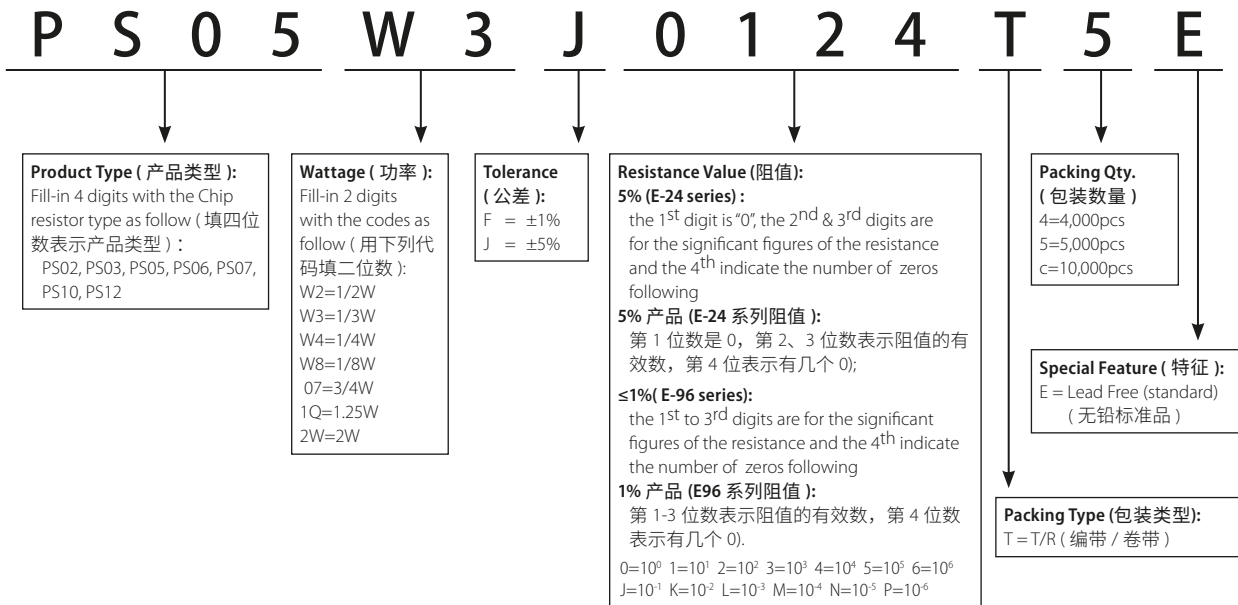 P S 0 5 W 3 J 0 1 2 4 T 5 E
Product Type ( 产品类型 ):
Fill-in 4 digits with the Chip
resistor type as follow ( 填四位
数表示产品类型 ) :
PS02, PS03, PS05, PS06, PS07,
PS10, PS12
Wattage ( 功率 ):
Fill-in 2 digits
with the codes as
follow ( 用下列代
码填二位数 ):
W2=1/2W
W3=1/3W
W4=1/4W
W8=1/8W
07=3/4W
1Q=1.25W
2W=2W
Tolerance
( 公差 ):
F = ±1%
J = ±5%
Resistance Value (阻值):
5% (E-24 series) :
the 1st digit is "0", the 2nd & 3rd digits are
for the significant figures of the resistance
and the 4th indicate the number of zeros
following
5% 产品 (E-24 系列阻值 ):
第 1 位数是 0，第 2、3 位数表示阻值的有
效数，第 4 位表示有几个 0);
≤1%( E-96 series):
the 1st to 3rd digits are for the significant
figures of the resistance and the 4th indicate
the number of zeros following
1% 产品 (E96 系列阻值 ):
第 1-3 位数表示阻值的有效数，第 4 位数
表示有几个 0).
0=10⁰ 1=10¹ 2=10² 3=10³ 4=10⁴ 5=10⁵ 6=10⁶
J=10⁻¹ K=10⁻² L=10⁻³ M=10⁻⁴ N=10⁻⁵ P=10⁻⁶
Packing Qty.
( 包装数量 )
4=4,000pcs
5=5,000pcs
c=10,000pcs
Special Feature ( 特征 ):
E = Lead Free (standard)
( 无铅标准品 )
Packing Type (包装类型):
T = T/R ( 编带 / 卷带 )